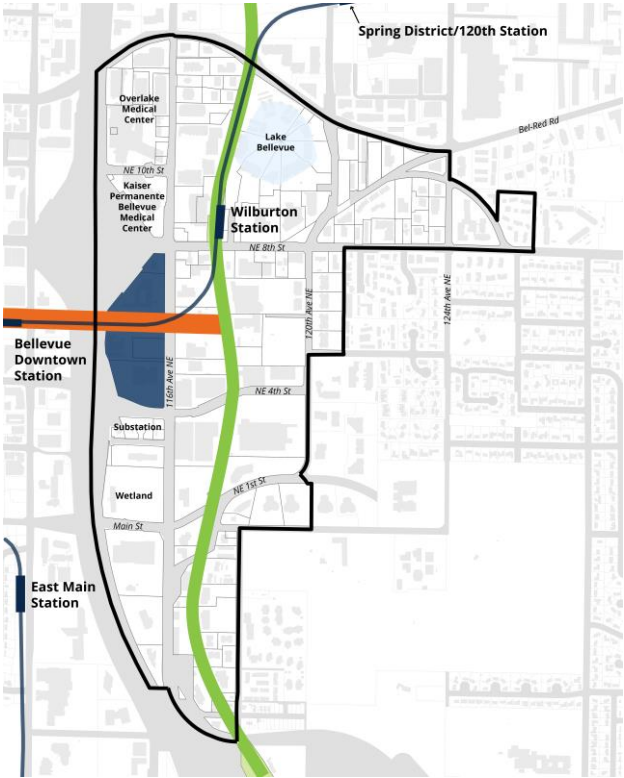 Spring District/120th Station
Overlake
Medical
Center
Lake
Bellevue
Bel-Red Rd
NE 10th St
Kaiser
Permanente
Bellevue
Medical
Center
Wilburton
Station
NE 8th St
120th Ave NE
124th Ave NE
Bellevue
Downtown
Station
116th Ave NE
NE 4th St
Substation
NE 1st St
Wetland
Main St
East Main
Station